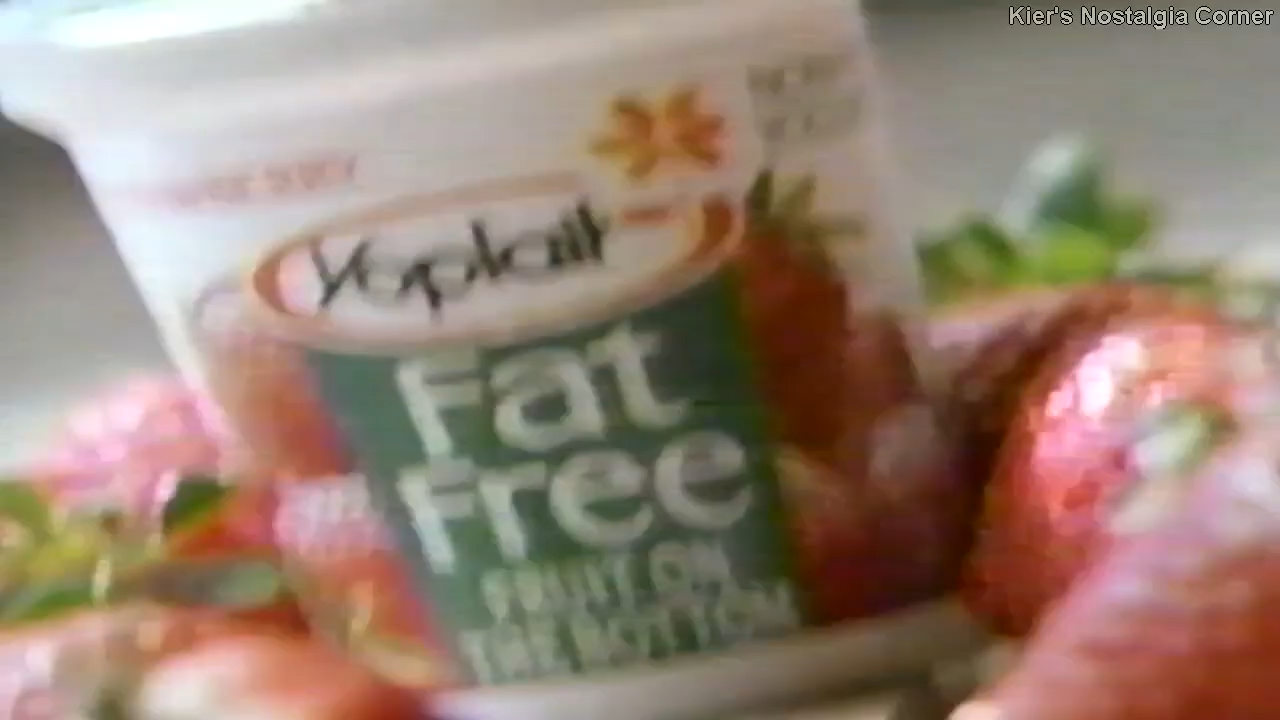 Kier's Nostalgia Corner
Yoplait
Fat
Free
FRUIT ON
THE BOTTOM